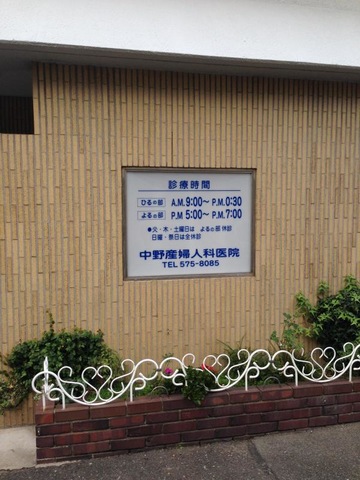 診療時間
ひるの部 A.M.9:00～P.M.0:30
よるの部 P.M 5:00～P.M.7:00
●火・木・土曜日は よるの部 休診
日曜・祭日は全休診
中野産婦人科医院
TEL 575-8085